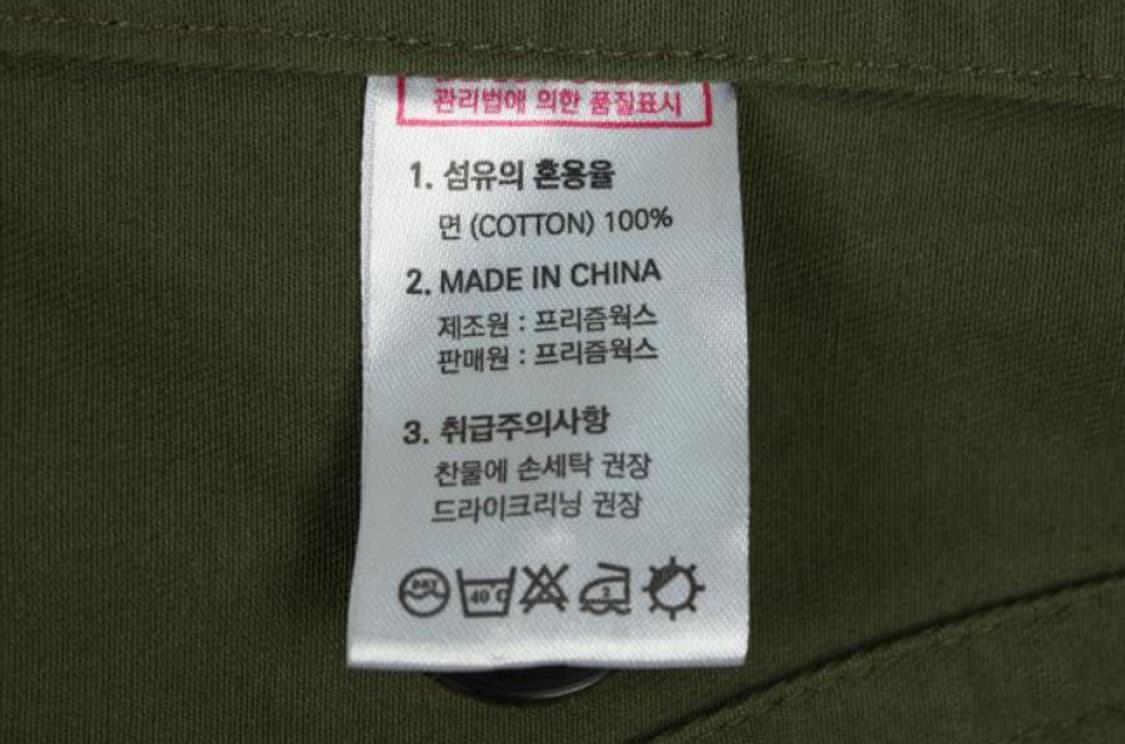 관리법애 의한 품질표시
1. 섬유의 혼용율
면 (COTTON) 100%
2. MADE IN CHINA
제조원 : 프리즘웍스
판매원 : 프리즘웍스
3. 취급주의사항
찬물에 손세탁 권장
드라이크리닝 권장
DRY 40 C 2